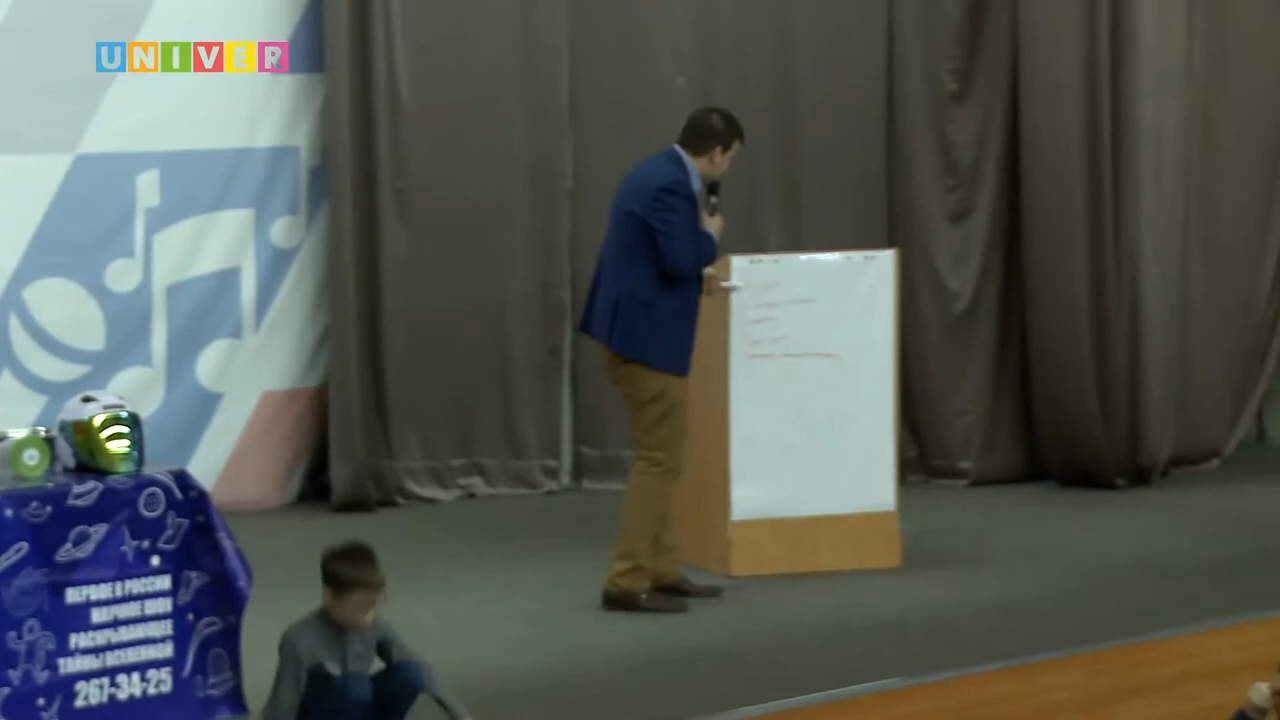 UNIVER
ПЕРВОЕ В РОССИИ
НАУЧНОЕ ШОУ
РАСКРЫВАЮЩЕЕ
ТАЙНЫ ВСЕЛЕННОЙ
267-34-25